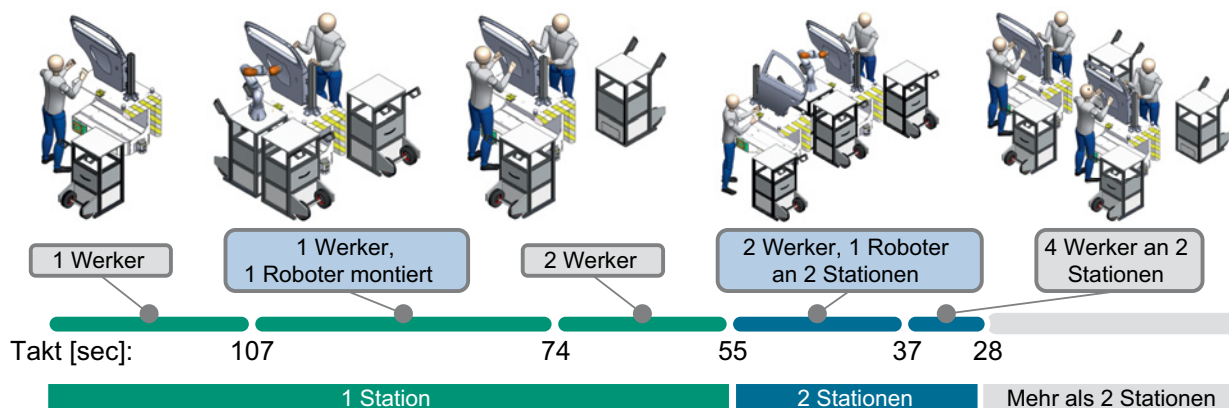 1 Werker
1 Werker,
1 Roboter montiert
2 Werker
2 Werker, 1 Roboter
an 2 Stationen
4 Werker an 2
Stationen
Takt [sec]:
107
74
55
37
28
1 Station
2 Stationen
Mehr als 2 Stationen